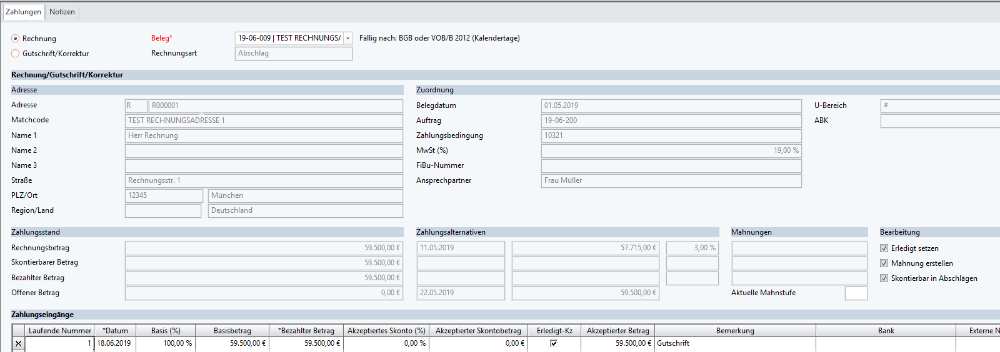 Zahlungen Notizen
Rechnung Beleg* 19-06-009 | TEST RECHNUNGSA Fällig nach: BGB oder VOB/B 2012 (Kalendertage)
Gutschrift/Korrektur Rechnungsart Abschlag
Rechnung/Gutschrift/Korrektur
Adresse Zuordnung
Adresse R R000001 Belegdatum 01.05.2019 U-Bereich #
Matchcode TEST RECHNUNGSADRESSE 1 Auftrag 19-06-200 ABK
Name 1 Herr Rechnung Zahlungsbedingung 10321
Name 2 MwSt (%) 19,00 %
Name 3 FiBu-Nummer
Straße Rechnungsstr. 1 Ansprechpartner Frau Müller
PLZ/Ort 12345 München
Region/Land Deutschland
Zahlungsstand Zahlungsalternativen Mahnungen Bearbeitung
Rechnungsbetrag 59.500,00 € 11.05.2019 57.715,00 € 3,00 % Erledigt setzen
Skontierbarer Betrag 59.500,00 € Mahnung erstellen
Bezahlter Betrag 59.500,00 € Skontierbar in Abschlägen
Offener Betrag 0,00 € 22.05.2019 59.500,00 € Aktuelle Mahnstufe
Zahlungseingänge
Laufende Nummer *Datum Basis (%) Basisbetrag *Bezahlter Betrag Akzeptiertes Skonto (%) Akzeptierter Skontobetrag Erledigt-Kz Akzeptierter Betrag Bemerkung Bank Externe N
1 18.06.2019 100,00 % 59.500,00 € 59.500,00 € 0,00 % 0,00 € 59.500,00 € Gutschrift